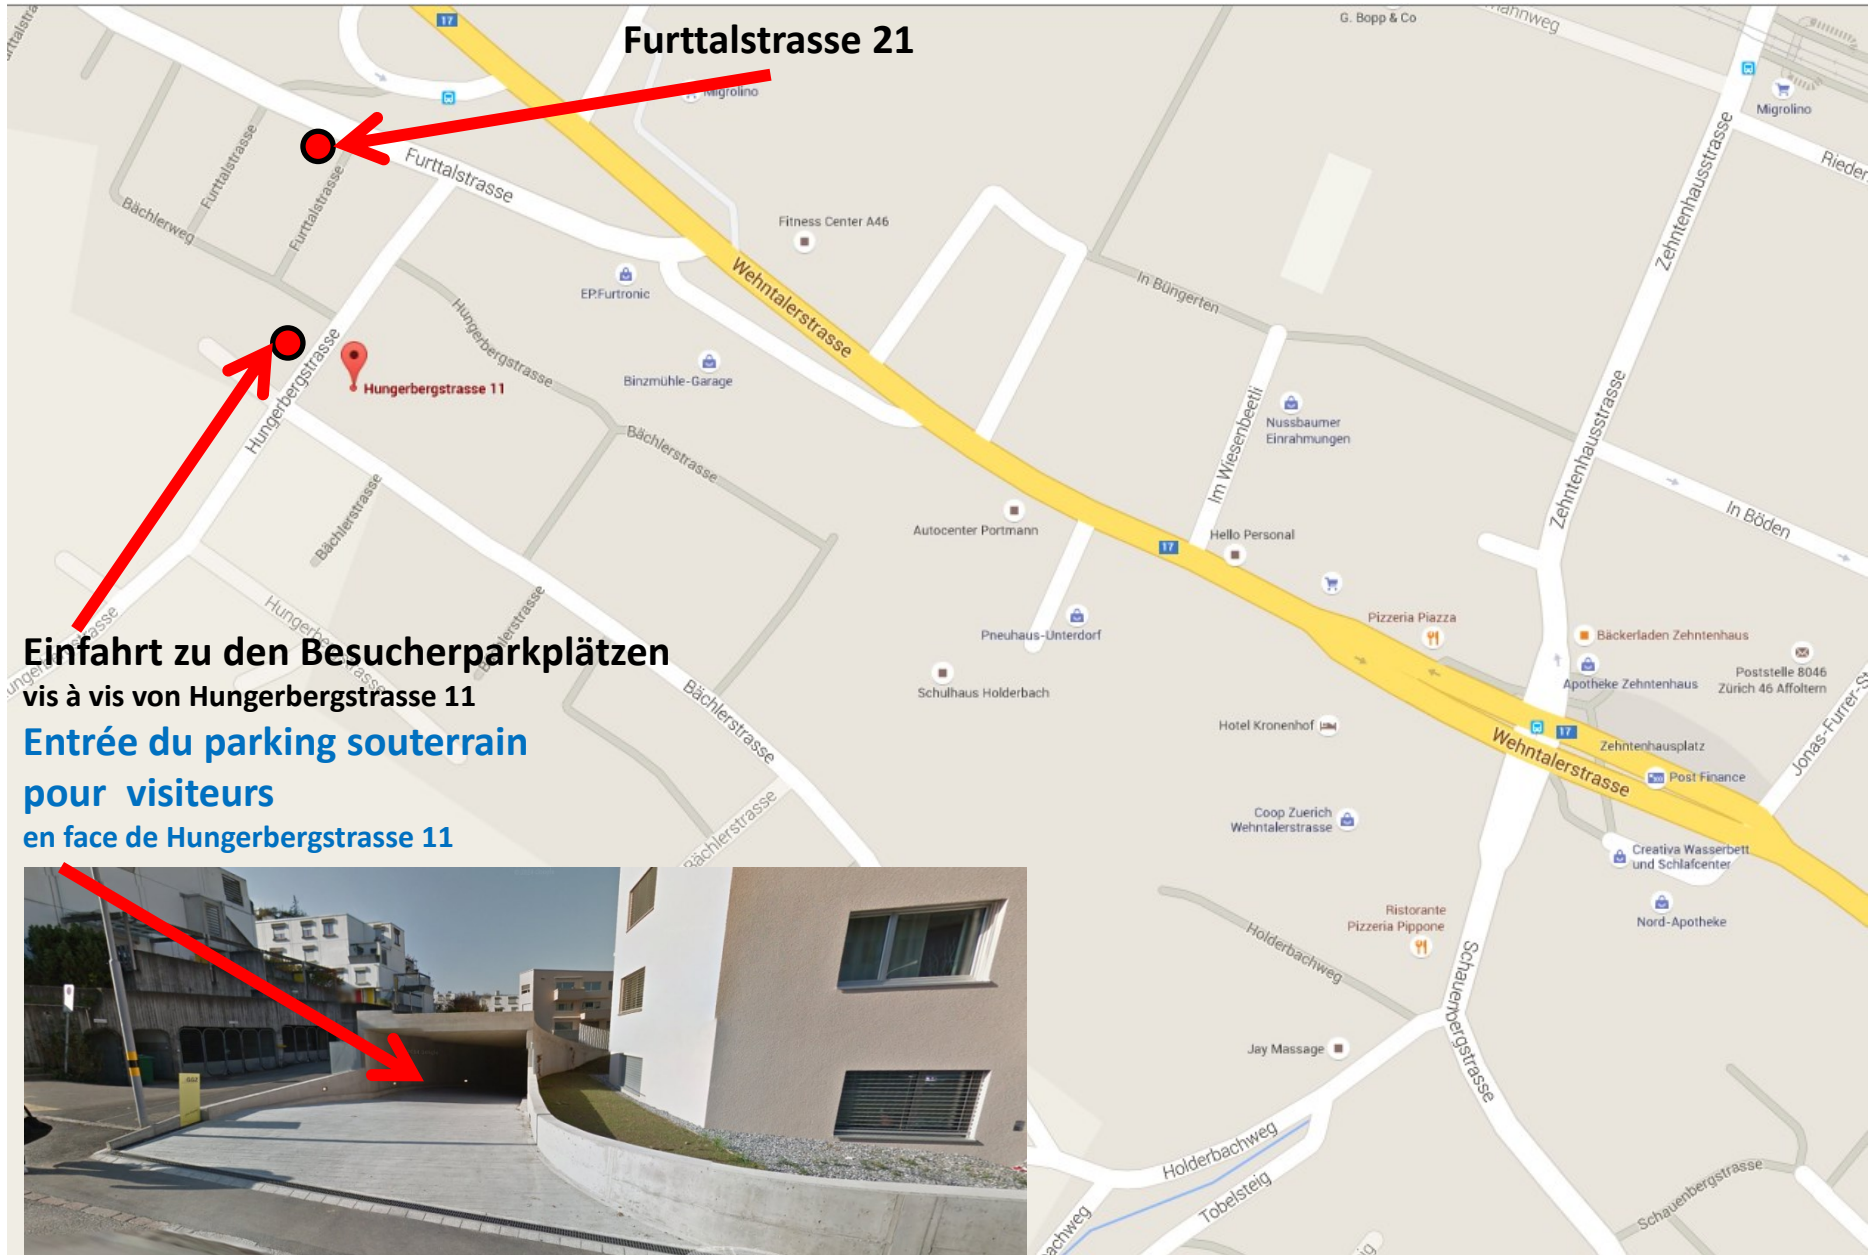 17
Furttalstrasse 21
G. Bopp & Co
Migrolino
Migrolino
Zehntenhausstrasse
Furttalstrasse
Furttalstrasse
Furttalstrasse
Bächlerweg
Fitness Center A46
EP:Furtronic
Wehntalerstrasse
In Büngerten
Hungerbergstrasse
Hungerbergstrasse
Hungerbergstrasse 11
Binzmühle-Garage
Im Wiesenbeetli
Nussbaumer
Einrahmungen
Zehntenhausstrasse
Bächlerstrasse
Bächlerstrasse
Autocenter Portmann
17
Hello Personal
In Böden
Hungerbergstrasse
Bächlerstrasse
Pneuhaus-Unterdorf
Pizzeria Piazza
Bäckerladen Zehntenhaus
Einfahrt zu den Besucherparkplätzen
vis à vis von Hungerbergstrasse 11
Entrée du parking souterrain
pour visiteurs
en face de Hungerbergstrasse 11
Schulhaus Holderbach
Bächlerstrasse
Apotheke Zehntenhaus
Poststelle 8046
Zürich 46 Affoltern
Hotel Kronenhof
17
Wehntalerstrasse
Zehntenhausplatz
Post Finance
Bächlerstrasse
Coop Zuerich
Wehntalerstrasse
Creativa Wasserbett
und Schlafcenter
Nord-Apotheke
Ristorante
Pizzeria Pippone
Holderbachweg
Schauenbergstrasse
Jay Massage
Holderbachweg
Tobelsteig
Schauenbergstrasse